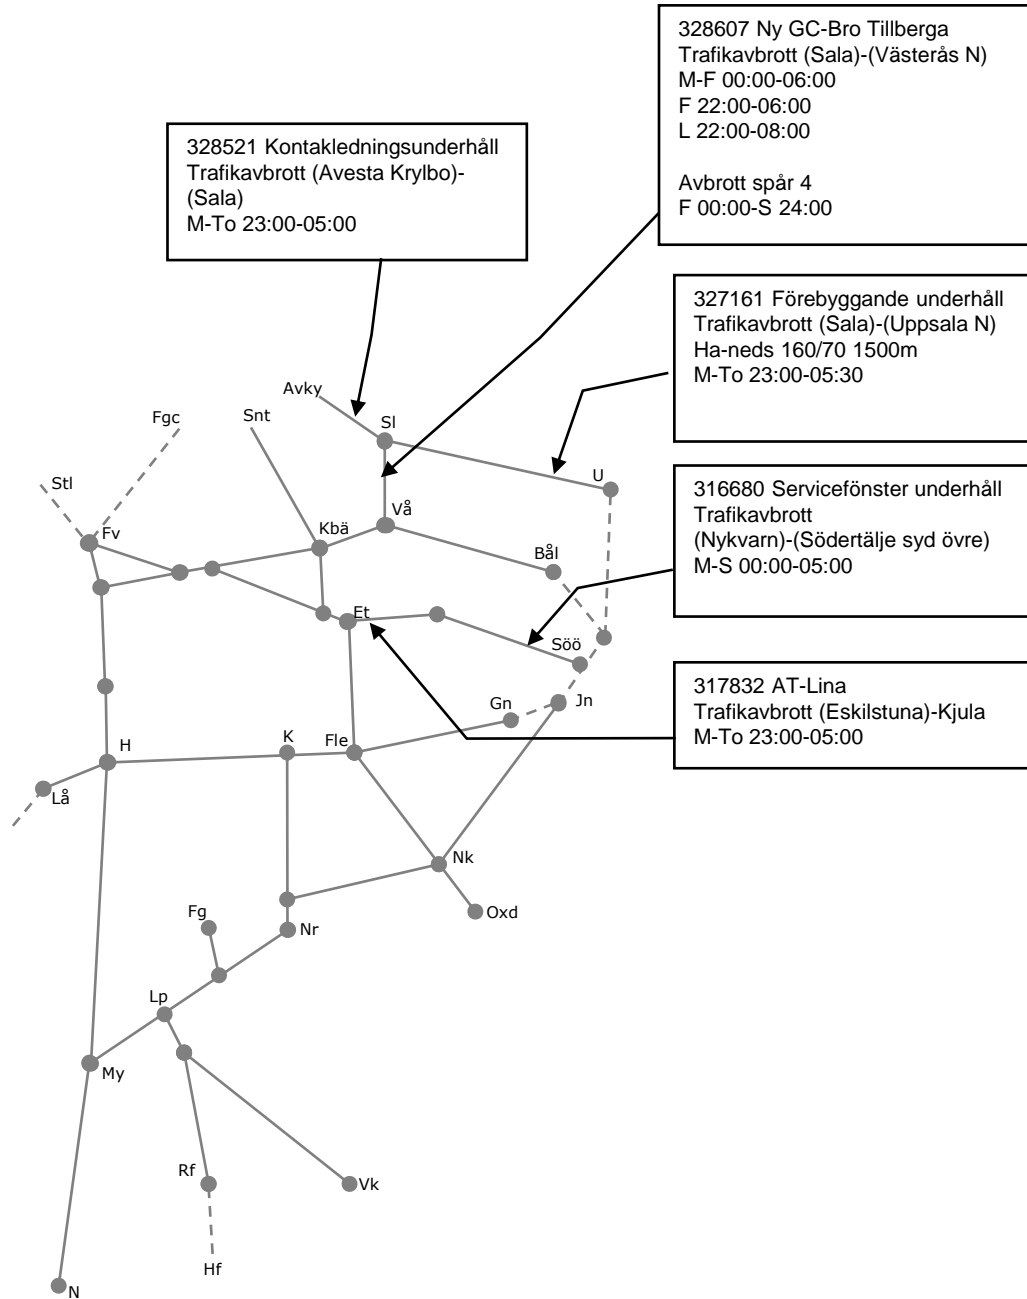 328607 Ny GC-Bro Tillberga
Trafikavbrott (Sala)-(Västerås N)
M-F 00:00-06:00
F 22:00-06:00
L 22:00-08:00
Avbrott spår 4
F 00:00-S 24:00
328521 Kontakledningsunderhåll
Trafikavbrott (Avesta Krylbo)-
(Sala)
M-To 23:00-05:00
327161 Förebyggande underhåll
Trafikavbrott (Sala)-(Uppsala N)
Ha-neds 160/70 1500m
M-To 23:00-05:30
316680 Servicefönster underhåll
Trafikavbrott
(Nykvarn)-(Södertälje syd övre)
M-S 00:00-05:00
317832 AT-Lina
Trafikavbrott (Eskilstuna)-Kjula
M-To 23:00-05:00
Avky
Fgc
Snt
Sl
Stl
U
Fv
Kbä
Vå
Bål
Et
Söö
Gn
Jn
H
K
Fle
Lå
Nk
Fg
Nr
Oxd
Lp
My
Rf
Vk
Hf
N